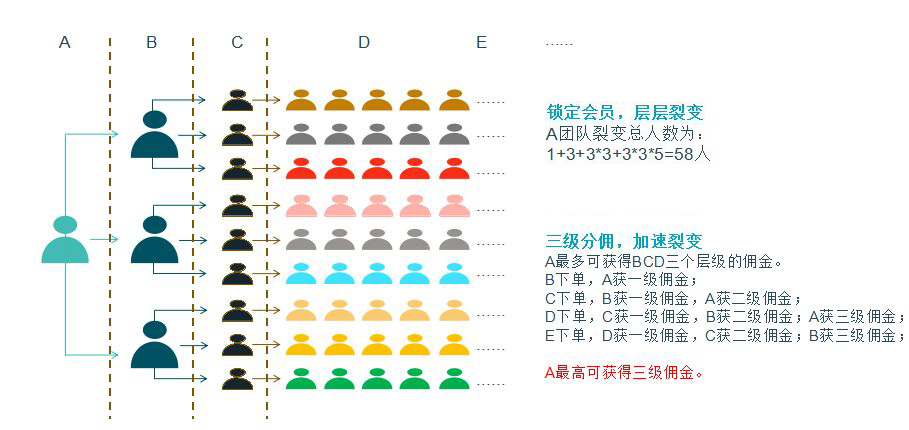 A B C D E ......
锁定会员，层层裂变
A团队裂变总人数为：
1+3+3*3+3*3*5=58人
三级分佣，加速裂变
A最多可获得BCD三个层级的佣金。
B下单，A获一级佣金；
C下单，B获一级佣金，A获二级佣金；
D下单，C获一级佣金，B获二级佣金；A获三级佣金；
E下单，D获一级佣金，C获二级佣金；B获三级佣金；
A最高可获得三级佣金。
......
......
......
......
......
......
......
......
......